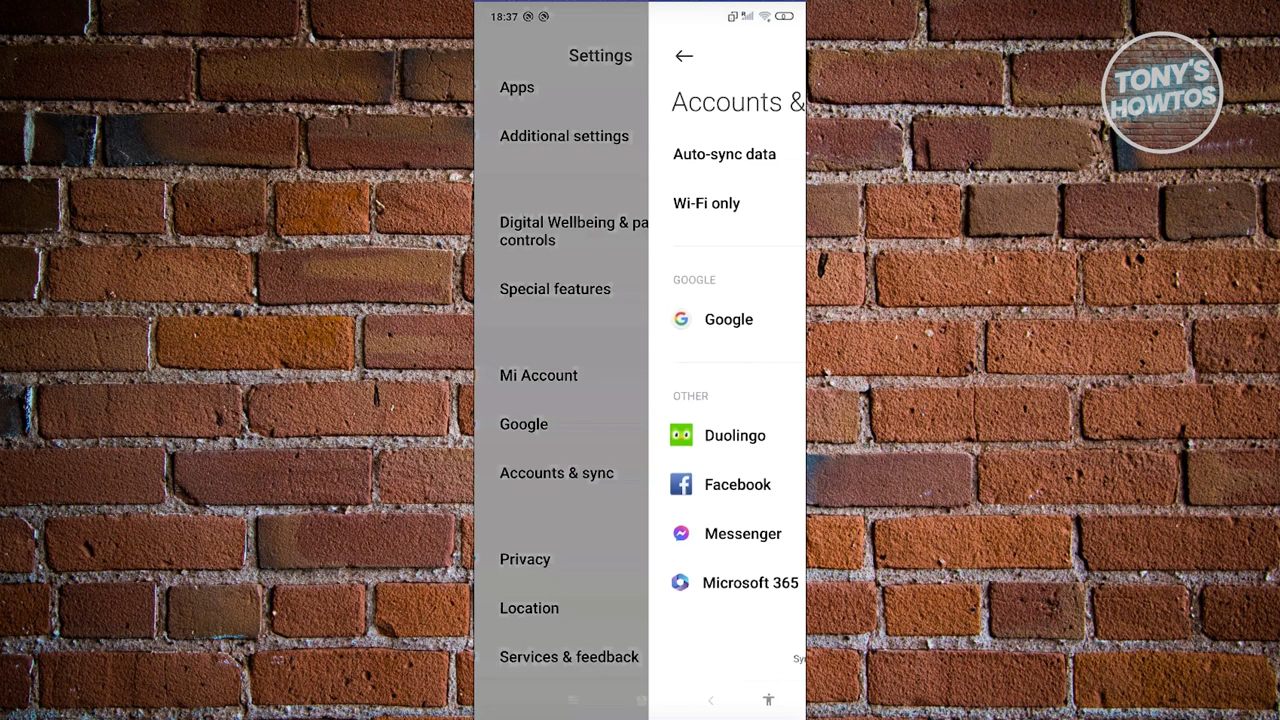 18:37
Settings
Apps
Additional settings
Digital Wellbeing & pa
controls
Special features
Mi Account
Google
Accounts & sync
Privacy
Location
Services & feedback
Accounts &
Auto-sync data
Wi-Fi only
GOOGLE
Google
OTHER
Duolingo
Facebook
Messenger
Microsoft 365
Sy
TONY'S
HOWTOS